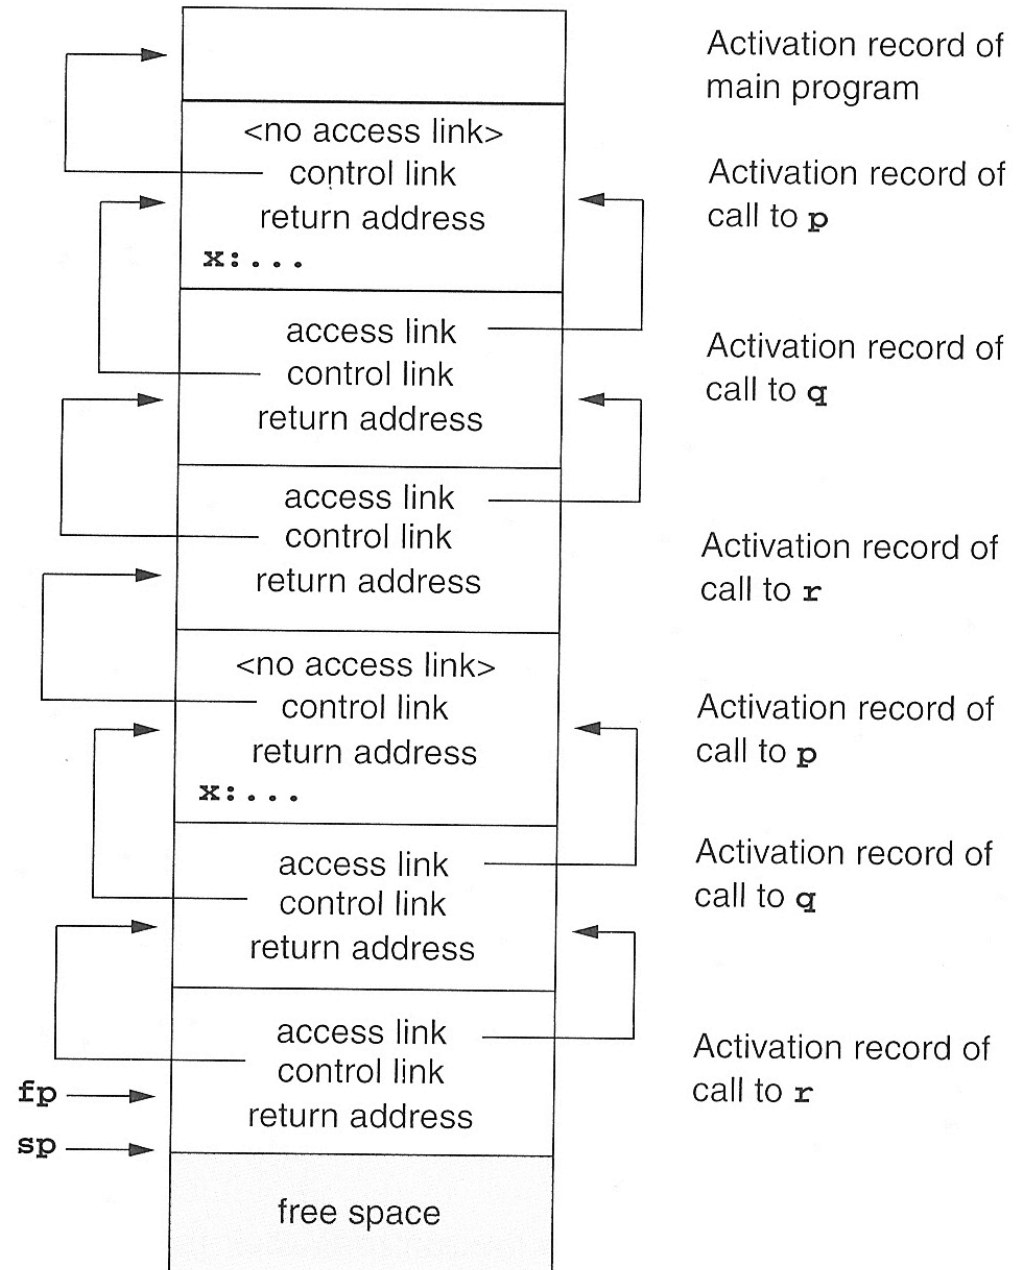 Activation record of
main program
<no access link>
control link
return address
x:...
Activation record of
call to p
access link
control link
return address
Activation record of
call to q
access link
control link
return address
Activation record of
call to r
<no access link>
control link
return address
x:...
Activation record of
call to p
access link
control link
return address
Activation record of
call to q
access link
control link
return address
Activation record of
call to r
fp
sp
free space